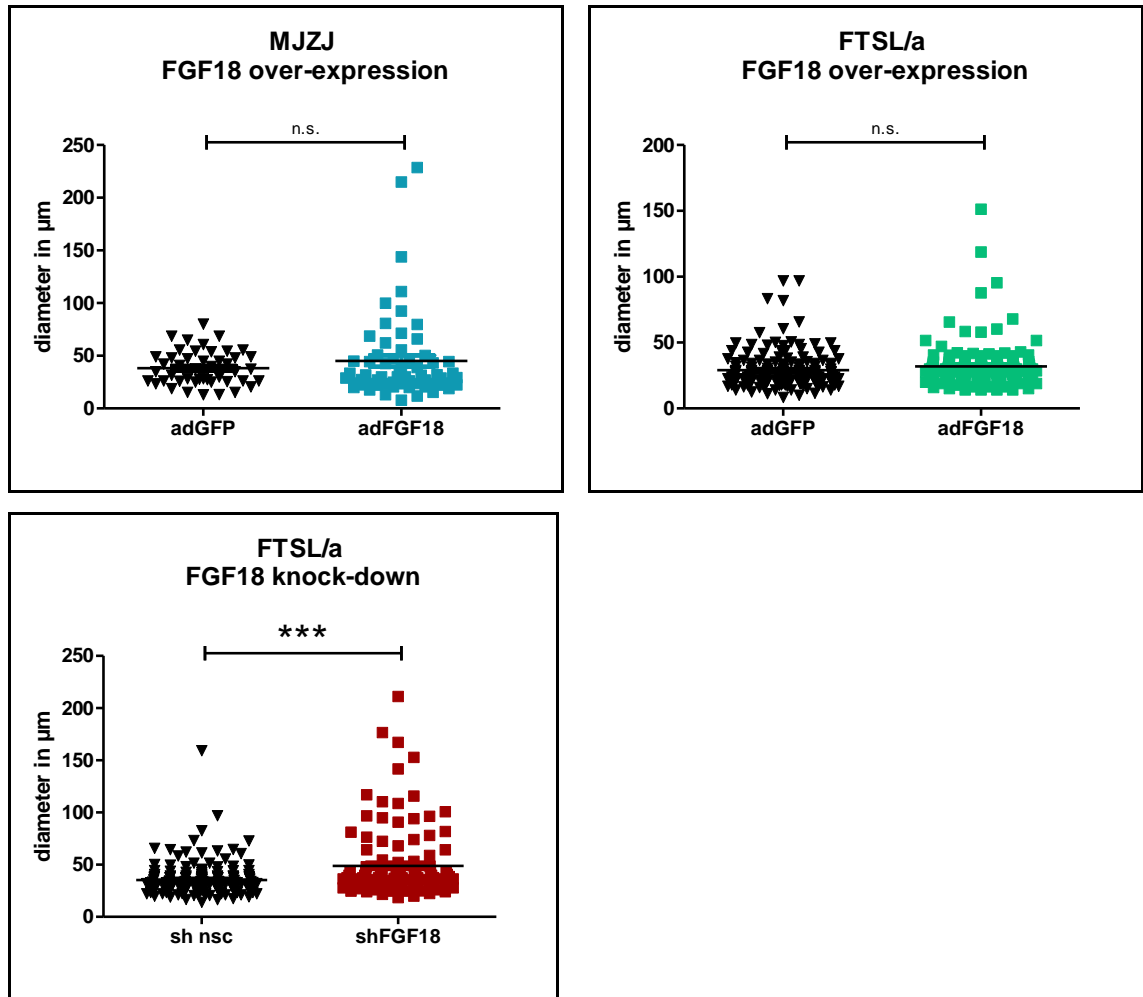 MJZJ
FGF18 over-expression
n.s.
250
200
150
100
50
0
diameter in µm
adGFP adFGF18
FTSL/a
FGF18 over-expression
n.s.
200
150
100
50
0
diameter in µm
adGFP adFGF18
FTSL/a
FGF18 knock-down
***
250
200
150
100
50
0
diameter in µm
sh nsc shFGF18